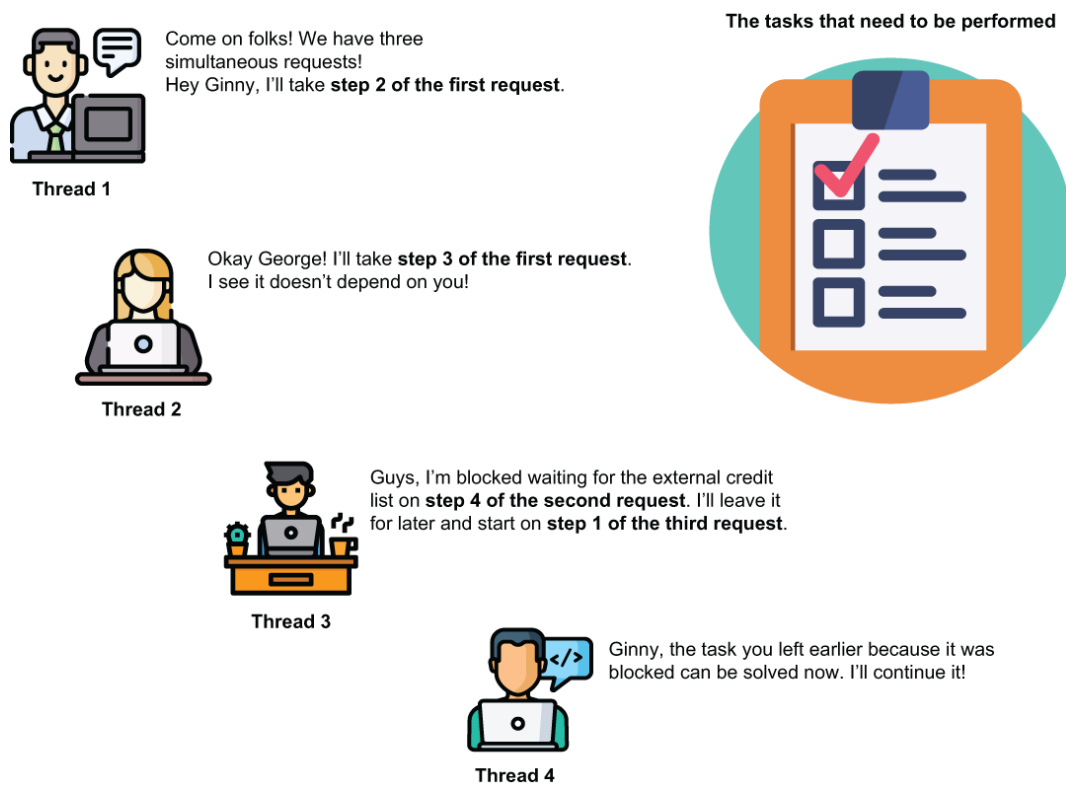 The tasks that need to be performed
Come on folks! We have three
simultaneous requests!
Hey Ginny, I’ll take step 2 of the first request.
Thread 1
Okay George! I’ll take step 3 of the first request.
I see it doesn’t depend on you!
Thread 2
Guys, I’m blocked waiting for the external credit
list on step 4 of the second request. I’ll leave it
for later and start on step 1 of the third request.
Thread 3
</>
Ginny, the task you left earlier because it was
blocked can be solved now. I’ll continue it!
Thread 4